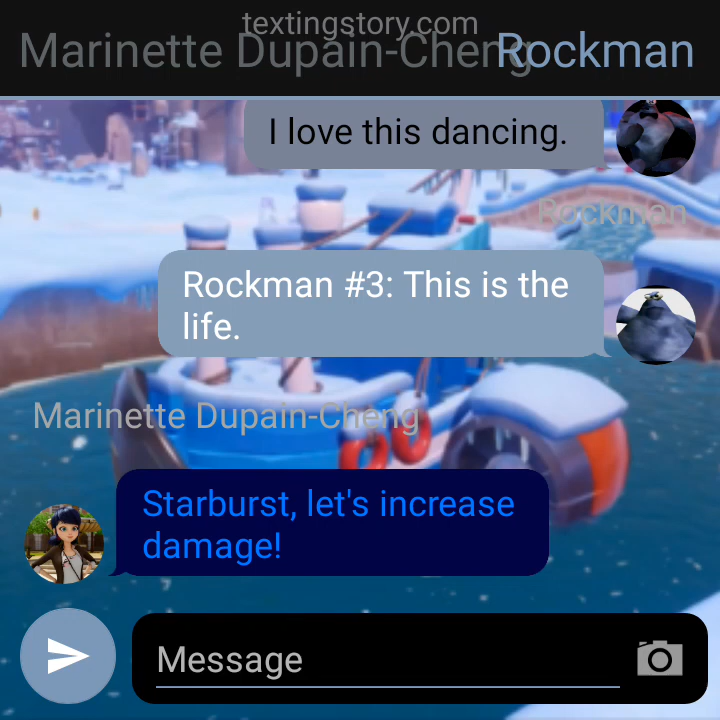 textingstory.com
Marinette Dupain-Cheng Rockman
I love this dancing.
Rockman
Rockman #3: This is the
life.
Marinette Dupain-Cheng
Starburst, let's increase
damage!
Message